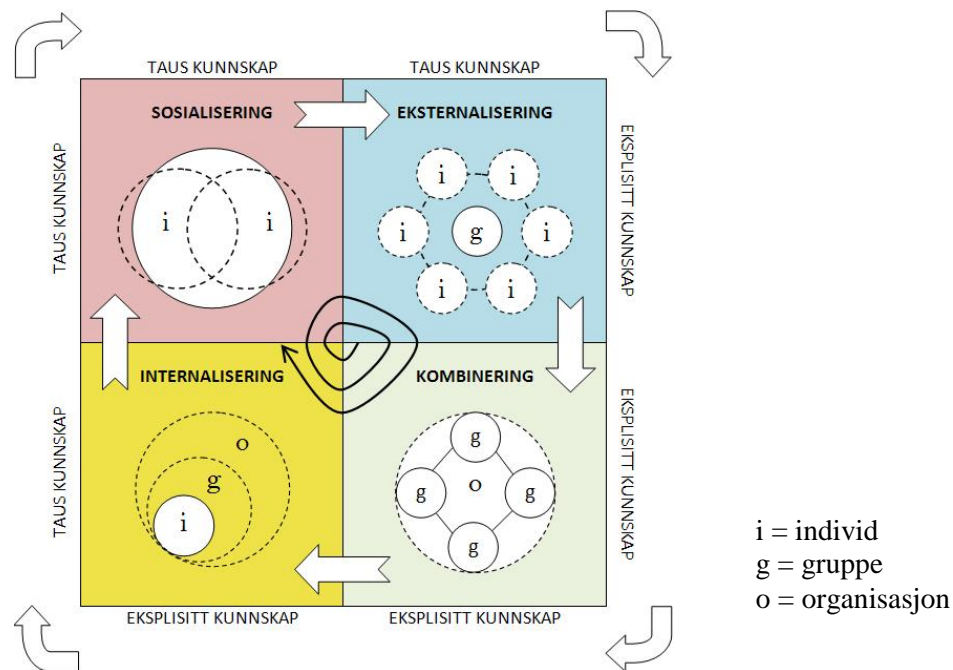 TAUS KUNNSKAP
TAUS KUNNSKAP
SOSIALISERING
EKSTERNALISERING
TAUS KUNNSKAP
EKSPLISITT KUNNSKAP
i
i
i
i
i
g
i
i
i
INTERNALISERING
KOMBINERING
TAUS KUNNSKAP
EKSPLISITT KUNNSKAP
o
g
i
g
g
o
g
g
EKSPLISITT KUNNSKAP
EKSPLISITT KUNNSKAP
i = individ
g = gruppe
o = organisasjon